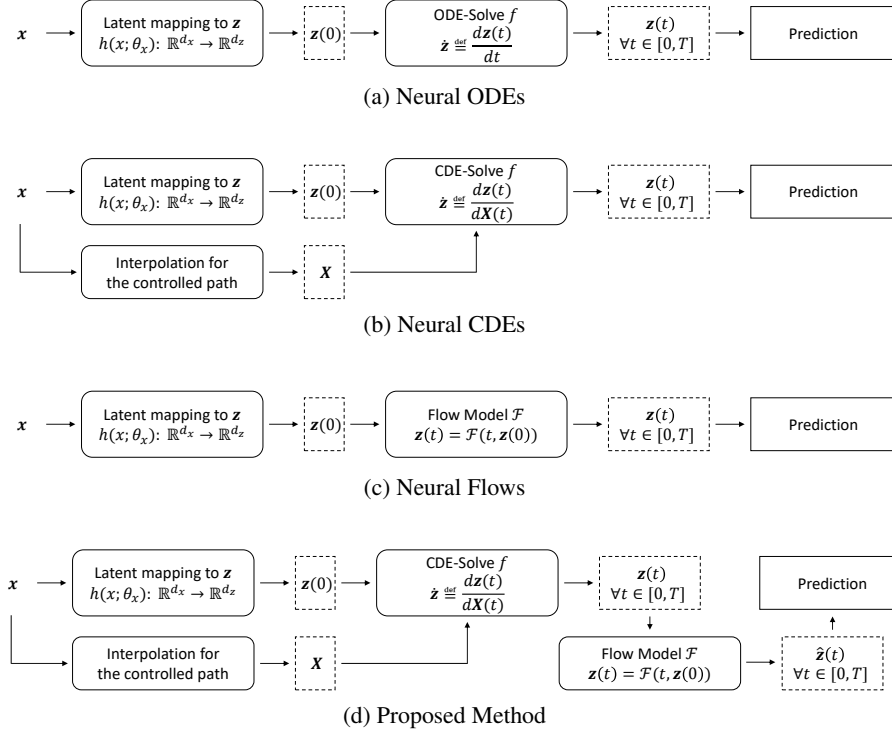 x
Latent mapping to z
h(x; θ_x): ℝ^{d_x} → ℝ^{d_z}
z(0)
ODE-Solve f
ż ≝ dz(t)/dt
z(t)
∀t ∈ [0, T]
Prediction
(a) Neural ODEs
x
Latent mapping to z
h(x; θ_x): ℝ^{d_x} → ℝ^{d_z}
z(0)
CDE-Solve f
ż ≝ dz(t)/dX(t)
z(t)
∀t ∈ [0, T]
Prediction
Interpolation for
the controlled path
X
(b) Neural CDEs
x
Latent mapping to z
h(x; θ_x): ℝ^{d_x} → ℝ^{d_z}
z(0)
Flow Model ℱ
z(t) = ℱ(t, z(0))
z(t)
∀t ∈ [0, T]
Prediction
(c) Neural Flows
x
Latent mapping to z
h(x; θ_x): ℝ^{d_x} → ℝ^{d_z}
z(0)
CDE-Solve f
ż ≝ dz(t)/dX(t)
z(t)
∀t ∈ [0, T]
Prediction
Interpolation for
the controlled path
X
Flow Model ℱ
z(t) = ℱ(t, z(0))
ẑ(t)
∀t ∈ [0, T]
(d) Proposed Method